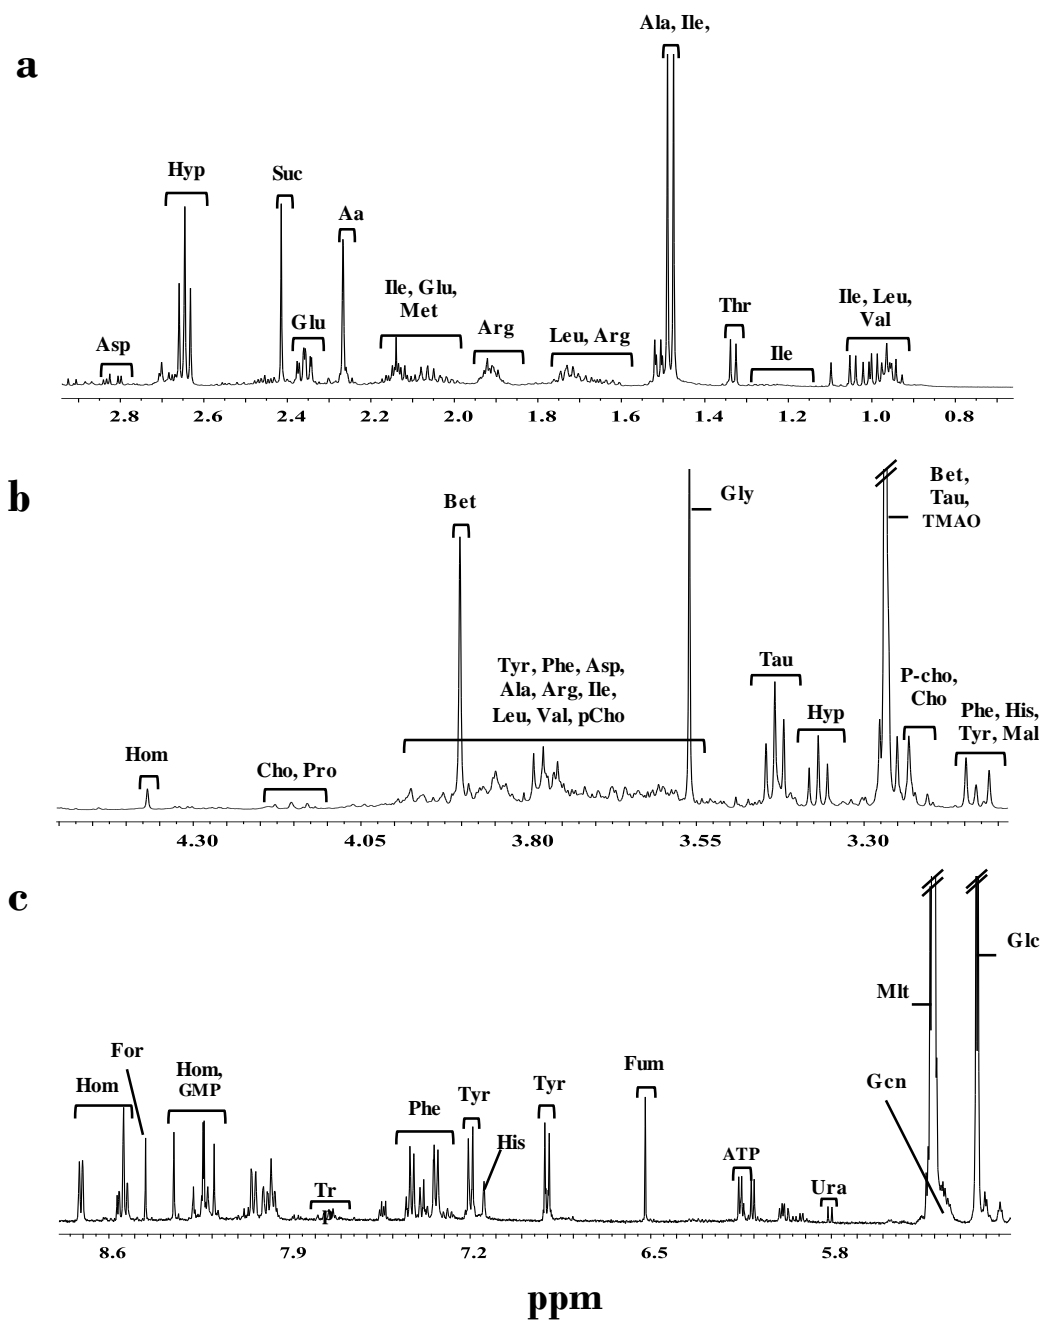 a
Ala, Ile,
Hyp
Suc
Aa
Asp
Glu
Ile, Glu,
Met
Arg
Leu, Arg
Thr
Ile
Ile, Leu,
Val
2.8 2.6 2.4 2.2 2.0 1.8 1.6 1.4 1.2 1.0 0.8
b
Bet
Gly
Bet,
Tau,
TMAO
Tyr, Phe, Asp,
Ala, Arg, Ile,
Leu, Val, pCho
Tau
Hyp
P-cho,
Cho
Phe, His,
Tyr, Mal
Hom
Cho, Pro
4.30 4.05 3.80 3.55 3.30
c
Glc
Mlt
For
Hom
Hom,
GMP
Phe
Tyr
His
Tyr
Fum
Gcn
ATP
Ura
Tr
p
8.6 7.9 7.2 6.5 5.8
ppm